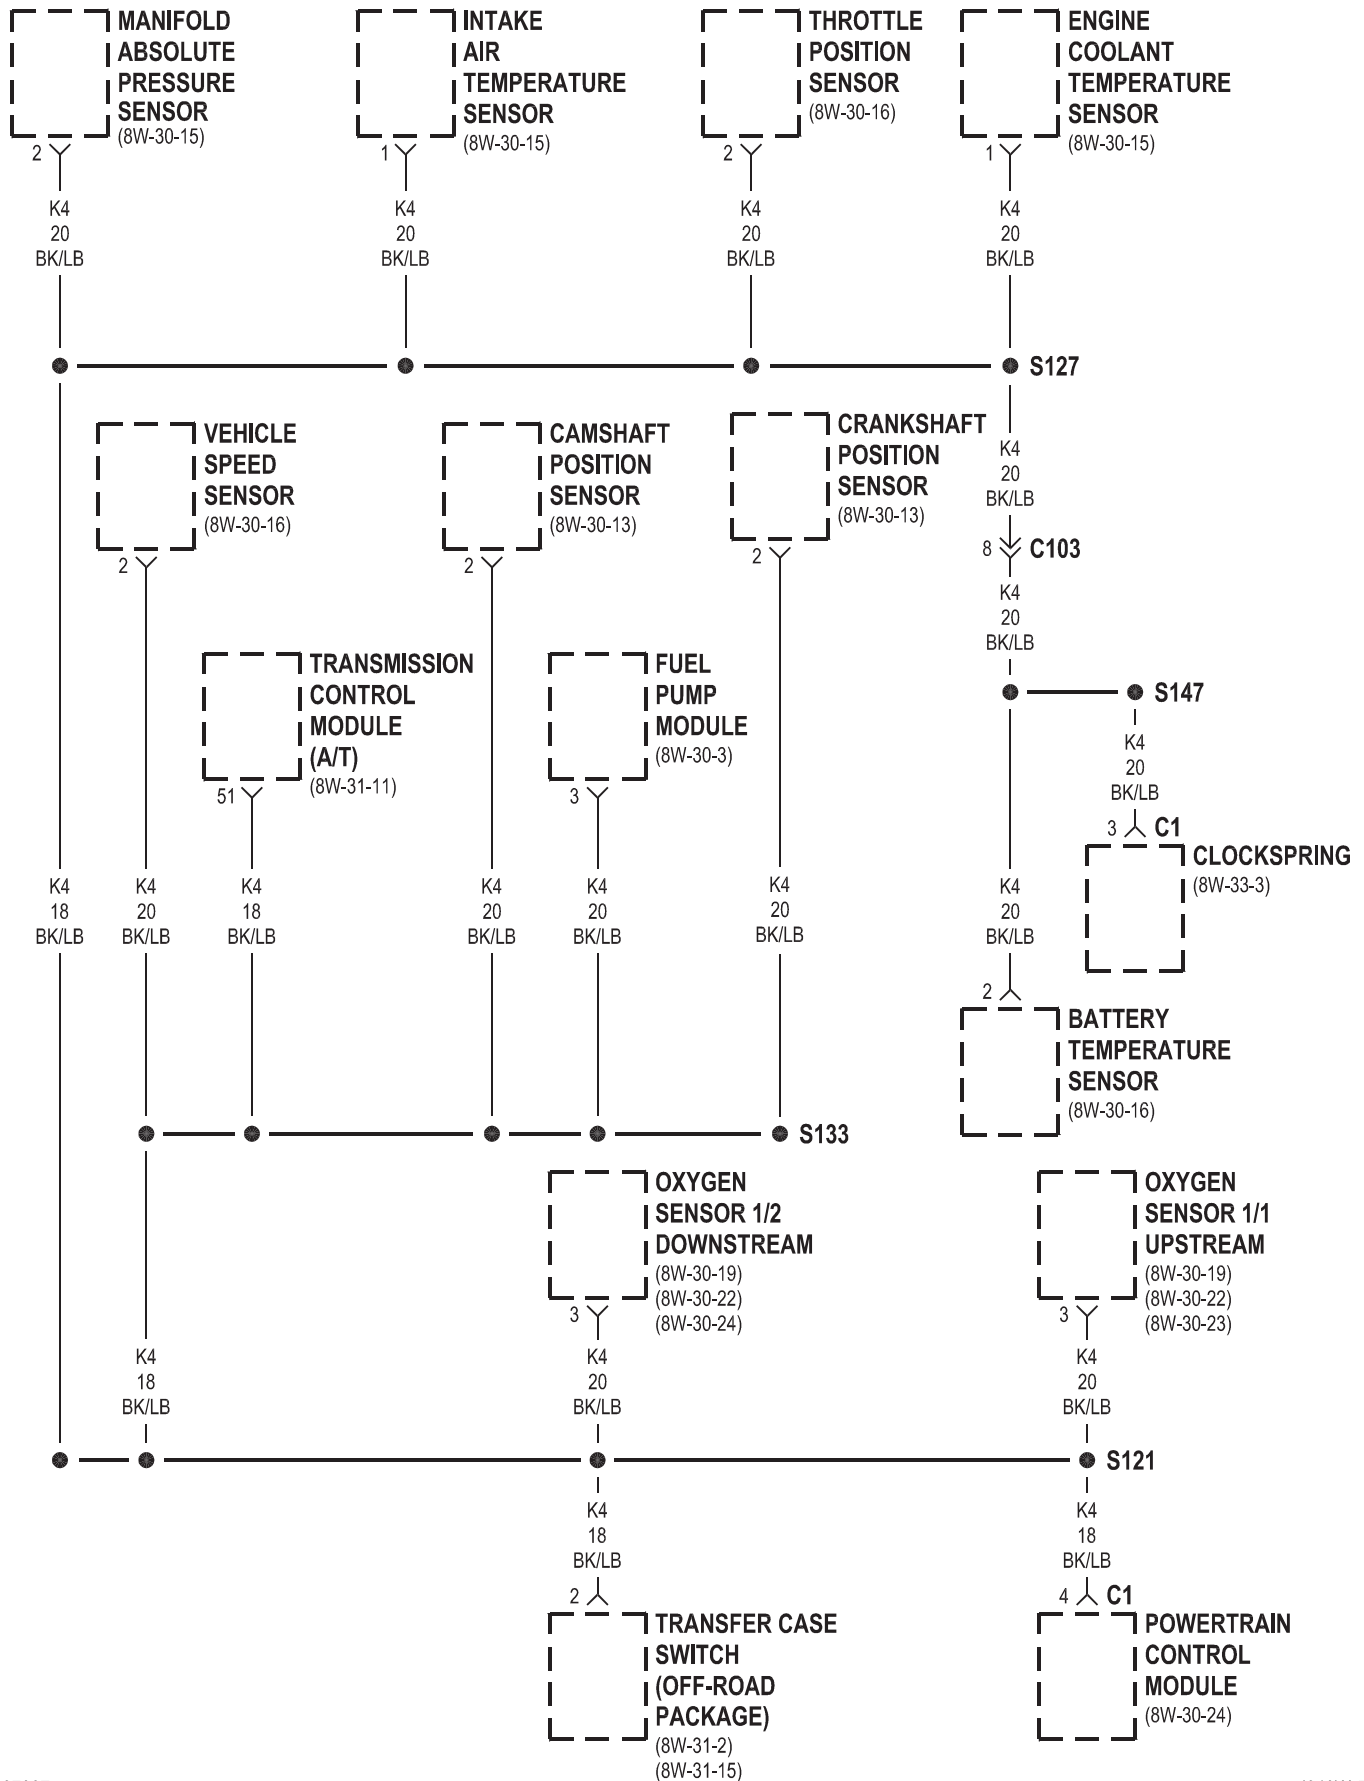 MANIFOLD
ABSOLUTE
PRESSURE
SENSOR
(8W-30-15)
2
K4
20
BK/LB
INTAKE
AIR
TEMPERATURE
SENSOR
(8W-30-15)
1
K4
20
BK/LB
THROTTLE
POSITION
SENSOR
(8W-30-16)
2
K4
20
BK/LB
ENGINE
COOLANT
TEMPERATURE
SENSOR
(8W-30-15)
1
K4
20
BK/LB
S127
VEHICLE
SPEED
SENSOR
(8W-30-16)
2
CAMSHAFT
POSITION
SENSOR
(8W-30-13)
2
CRANKSHAFT
POSITION
SENSOR
(8W-30-13)
2
K4
20
BK/LB
8 C103
K4
20
BK/LB
S147
K4
20
BK/LB
3 C1
CLOCKSPRING
(8W-33-3)
TRANSMISSION
CONTROL
MODULE
(A/T)
(8W-31-11)
51
FUEL
PUMP
MODULE
(8W-30-3)
3
K4
18
BK/LB
K4
20
BK/LB
K4
18
BK/LB
K4
20
BK/LB
K4
20
BK/LB
K4
20
BK/LB
K4
20
BK/LB
2
BATTERY
TEMPERATURE
SENSOR
(8W-30-16)
S133
OXYGEN
SENSOR 1/2
DOWNSTREAM
(8W-30-19)
(8W-30-22)
(8W-30-24)
3
OXYGEN
SENSOR 1/1
UPSTREAM
(8W-30-19)
(8W-30-22)
(8W-30-23)
3
K4
18
BK/LB
K4
20
BK/LB
K4
20
BK/LB
S121
K4
18
BK/LB
2
K4
18
BK/LB
4 C1
TRANSFER CASE
SWITCH
(OFF-ROAD
PACKAGE)
(8W-31-2)
(8W-31-15)
POWERTRAIN
CONTROL
MODULE
(8W-30-24)